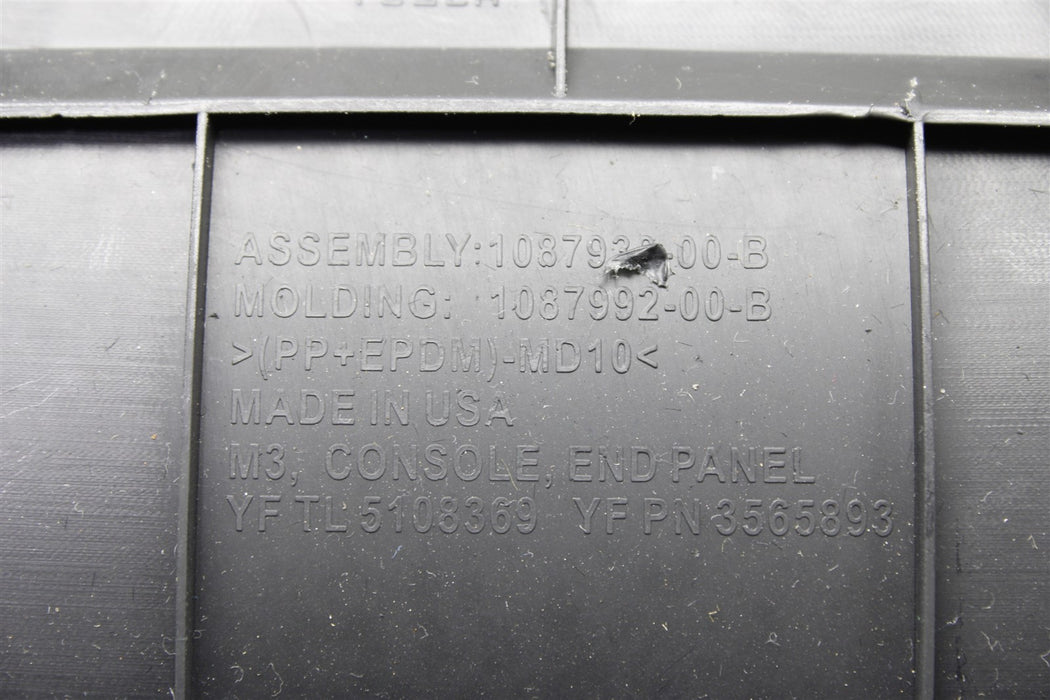 ASSEMBLY: -00-B
MOLDING: 1087992-00-B
>(PP+EPDM)-MD10<
MADE IN USA
M3, CONSOLE, END PANEL
YF TL 5108369 YF PN 3565893